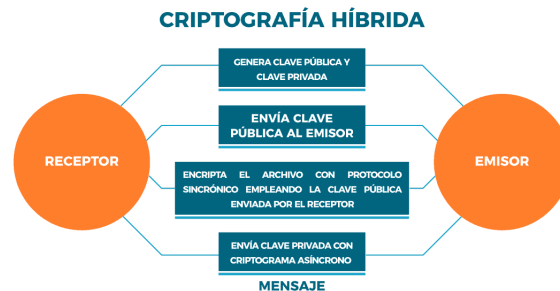 CRIPTOGRAFÍA HÍBRIDA
GENERA CLAVE PÚBLICA Y
CLAVE PRIVADA
ENVÍA CLAVE
PÚBLICA AL EMISOR
RECEPTOR
EMISOR
ENCRIPTA EL ARCHIVO CON PROTOCOLO
SINCRÓNICO EMPLEANDO LA CLAVE PÚBLICA
ENVIADA POR EL RECEPTOR
ENVÍA CLAVE PRIVADA CON
CRIPTOGRAMA ASÍNCRONO
MENSAJE